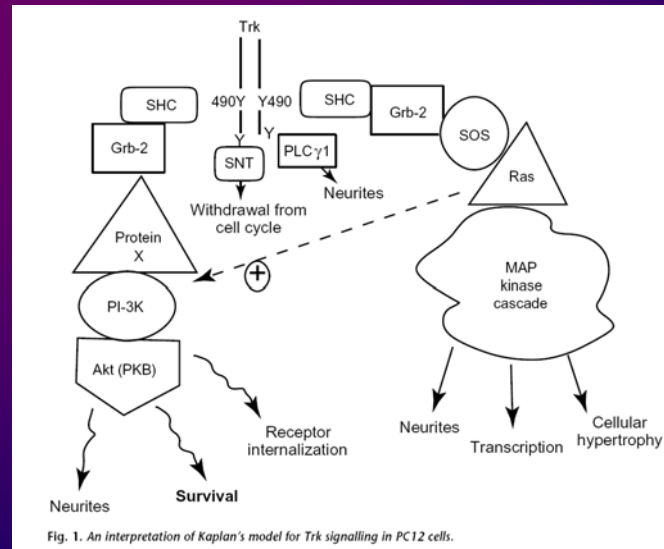 Trk
SHC
490Y
Y490
SHC
Grb-2
Grb-2
SOS
Y
Y
SNT
PLCγ1
Ras
Neurites
Withdrawal from
cell cycle
Protein
X
+
MAP
kinase
cascade
PI-3K
Akt (PKB)
Receptor
internalization
Neurites
Transcription
Cellular
hypertrophy
Neurites
Survival
Fig. 1. An interpretation of Kaplan's model for Trk signalling in PC12 cells.